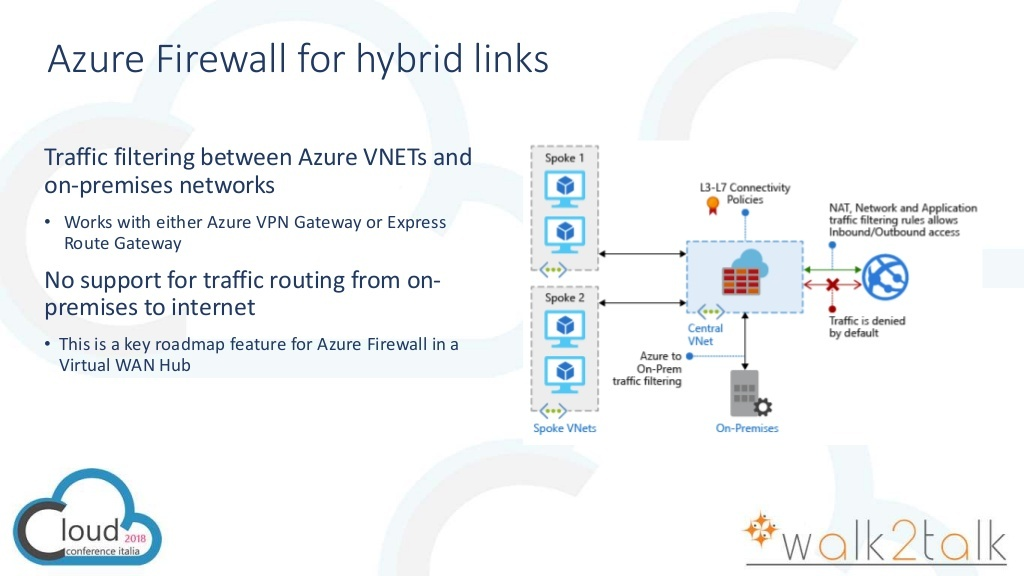 Azure Firewall for hybrid links
Traffic filtering between Azure VNETs and
on-premises networks
• Works with either Azure VPN Gateway or Express
Route Gateway
No support for traffic routing from on-
premises to internet
• This is a key roadmap feature for Azure Firewall in a
Virtual WAN Hub
Spoke 1
Spoke 2
Spoke VNets
L3-L7 Connectivity
Policies
Central
VNet
Azure to
On-Prem
traffic filtering
On-Premises
NAT, Network and Application
traffic filtering rules allows
Inbound/Outbound access
Traffic is denied
by default
Cloud 2018
conference italia
walk2talk